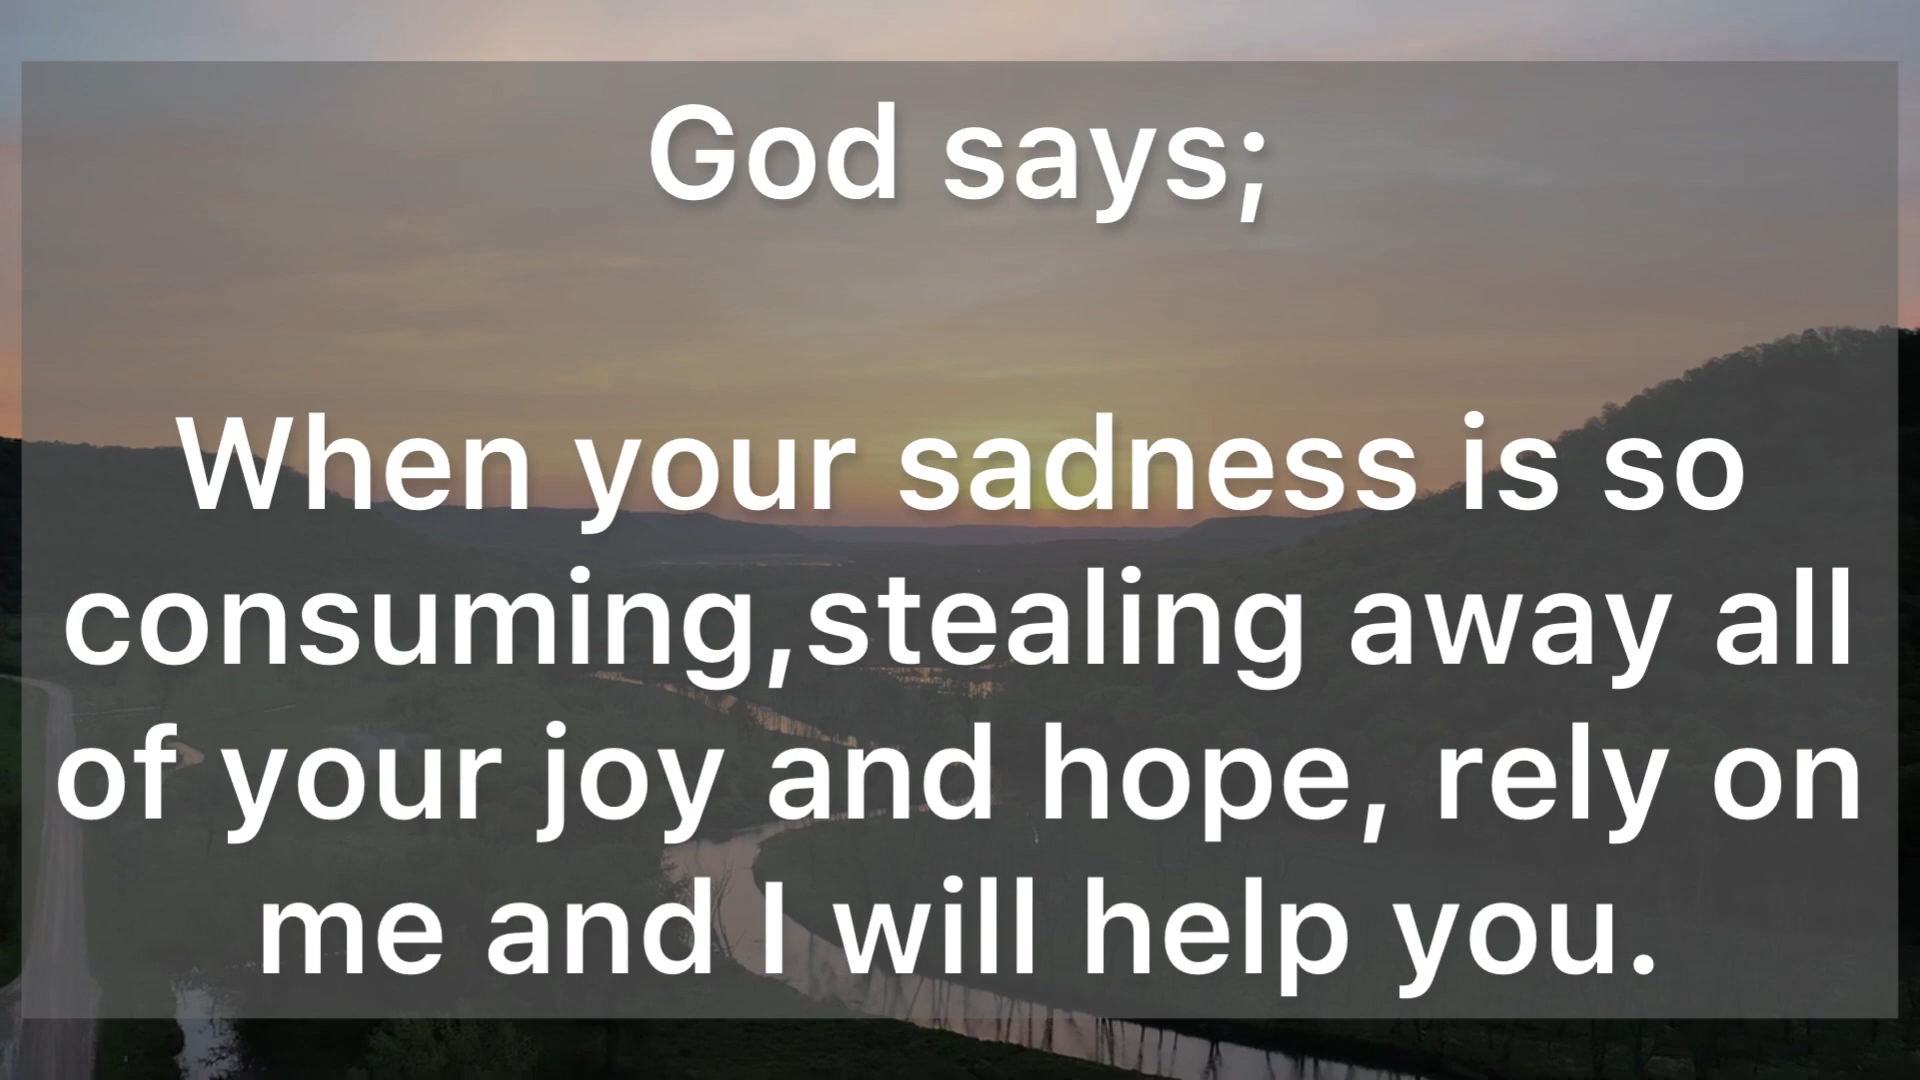 God says;
When your sadness is so
consuming,stealing away all
of your joy and hope, rely on
me and I will help you.